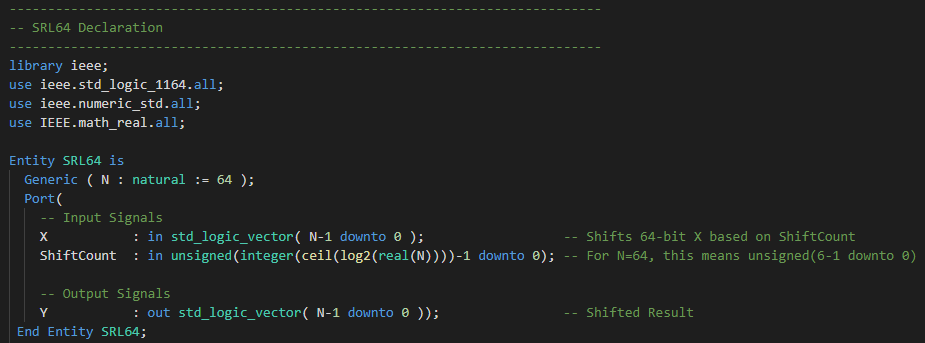 ---------------------------------------------------------------------------
-- SRL64 Declaration
---------------------------------------------------------------------------
library ieee;
use ieee.std_logic_1164.all;
use ieee.numeric_std.all;
use IEEE.math_real.all;

Entity SRL64 is
  Generic ( N : natural := 64 );
  Port(
    -- Input Signals
    X           : in std_logic_vector( N-1 downto 0 );                  -- Shifts 64-bit X based on ShiftCount
    ShiftCount  : in unsigned(integer(ceil(log2(real(N))))-1 downto 0); -- For N=64, this means unsigned(6-1 downto 0)

    -- Output Signals
    Y           : out std_logic_vector( N-1 downto 0 ));                -- Shifted Result
 End Entity SRL64;